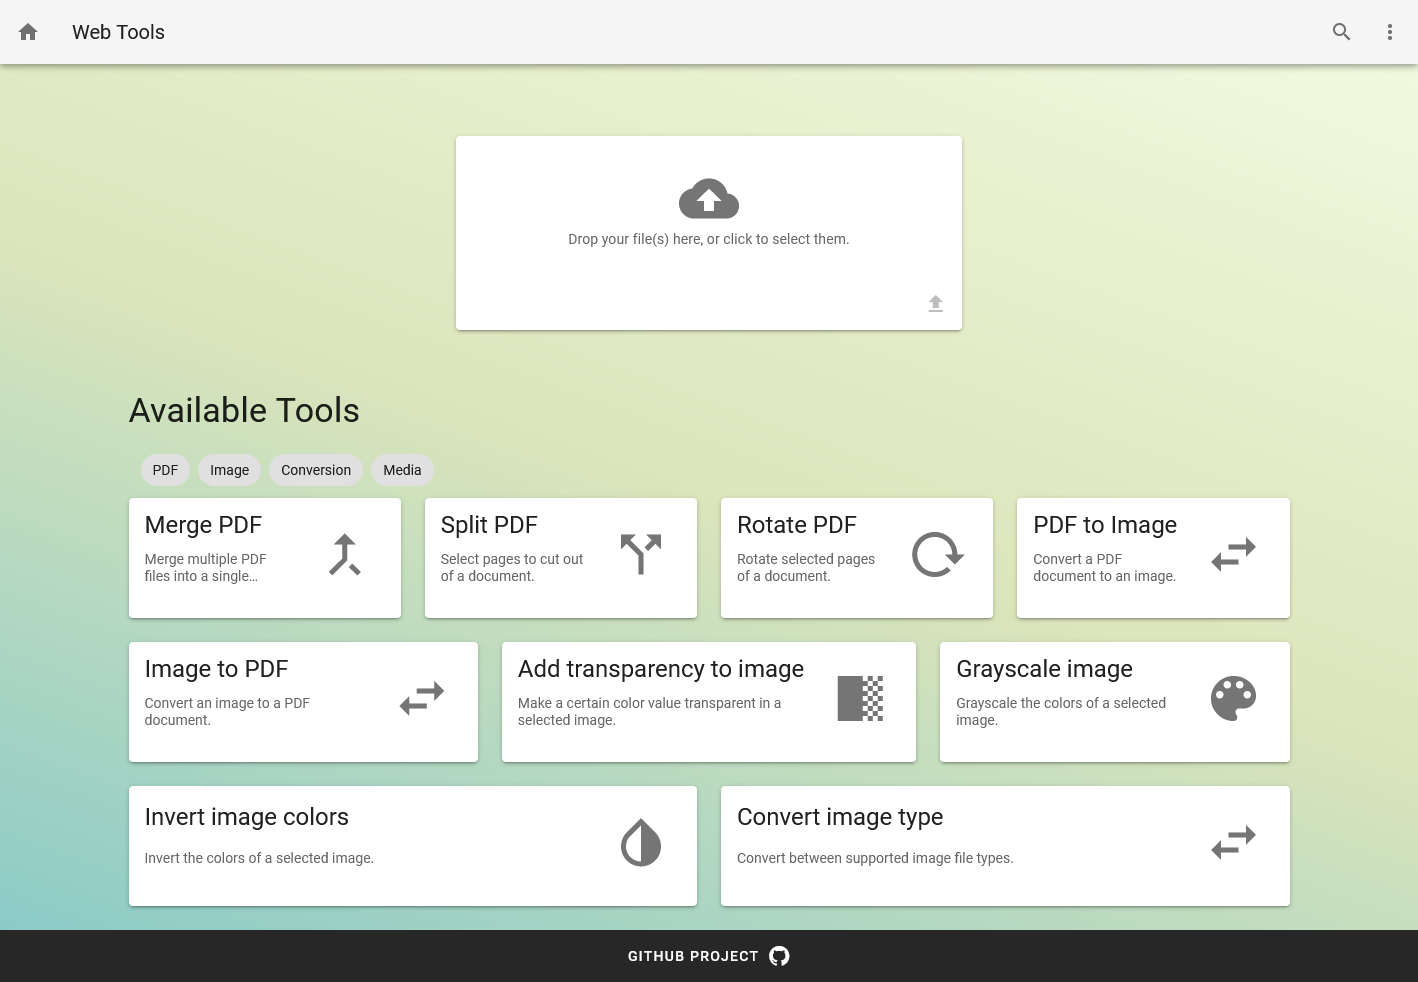 Web Tools
Drop your file(s) here, or click to select them.
Available Tools
PDF
Image
Conversion
Media
Merge PDF
Merge multiple PDF
files into a single…
Split PDF
Select pages to cut out
of a document.
Rotate PDF
Rotate selected pages
of a document.
PDF to Image
Convert a PDF
document to an image.
Image to PDF
Convert an image to a PDF
document.
Add transparency to image
Make a certain color value transparent in a
selected image.
Grayscale image
Grayscale the colors of a selected
image.
Invert image colors
Invert the colors of a selected image.
Convert image type
Convert between supported image file types.
GITHUB PROJECT